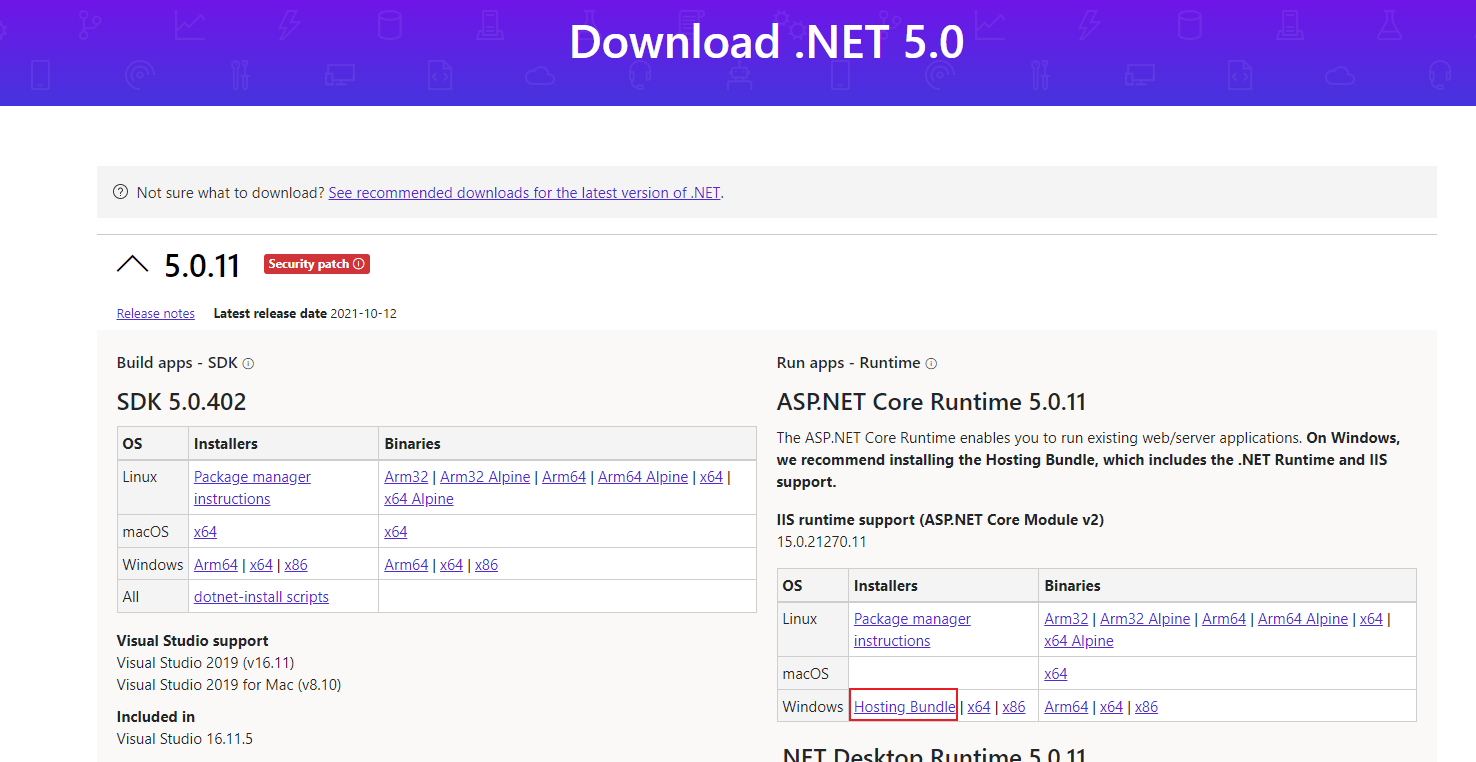 Download .NET 5.0
Not sure what to download? See recommended downloads for the latest version of .NET.
5.0.11 Security patch
Release notes Latest release date 2021-10-12
Build apps - SDK
SDK 5.0.402
OS Installers Binaries
Linux Package manager instructions Arm32 | Arm32 Alpine | Arm64 | Arm64 Alpine | x64 | x64 Alpine
macOS x64 x64
Windows Arm64 | x64 | x86 Arm64 | x64 | x86
All dotnet-install scripts
Visual Studio support
Visual Studio 2019 (v16.11)
Visual Studio 2019 for Mac (v8.10)
Included in
Visual Studio 16.11.5
Run apps - Runtime
ASP.NET Core Runtime 5.0.11
The ASP.NET Core Runtime enables you to run existing web/server applications. On Windows,
we recommend installing the Hosting Bundle, which includes the .NET Runtime and IIS
support.
IIS runtime support (ASP.NET Core Module v2)
15.0.21270.11
OS Installers Binaries
Linux Package manager instructions Arm32 | Arm32 Alpine | Arm64 | Arm64 Alpine | x64 | x64 Alpine
macOS x64
Windows Hosting Bundle | x64 | x86 Arm64 | x64 | x86
.NET Desktop Runtime 5.0.11